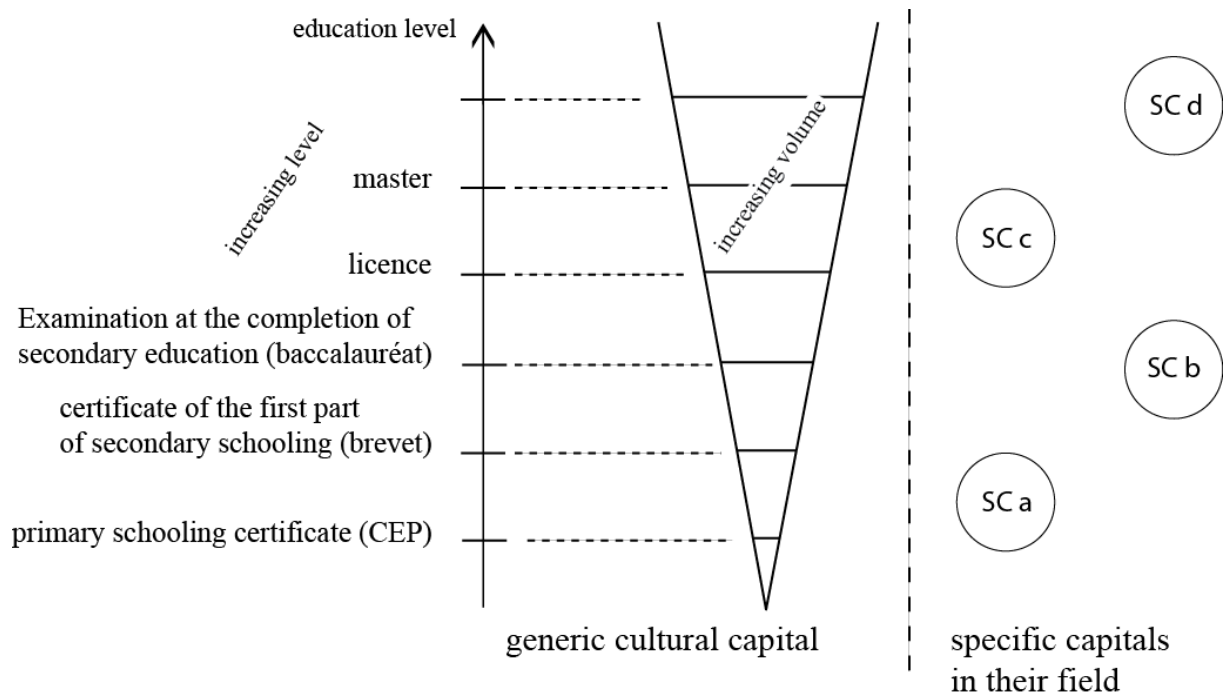 education level
increasing level
master
licence
Examination at the completion of
secondary education (baccalauréat)
certificate of the first part
of secondary schooling (brevet)
primary schooling certificate (CEP)
increasing volume
generic cultural capital
SC d
SC c
SC b
SC a
specific capitals
in their field